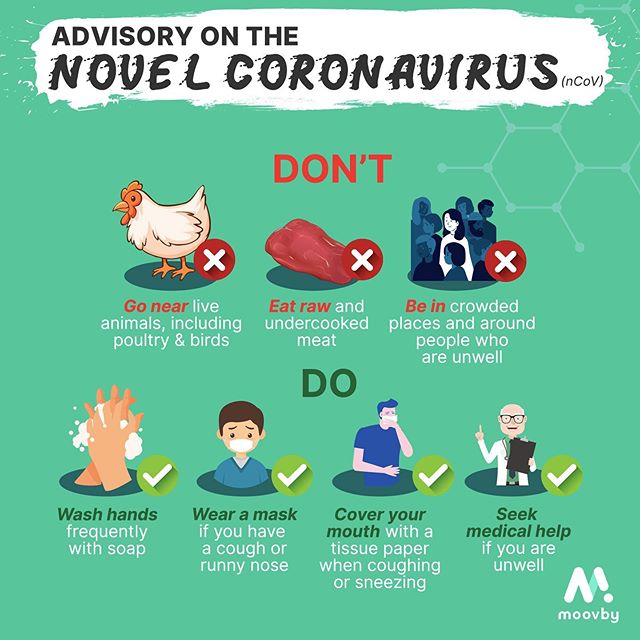 ADVISORY ON THE
NOVEL CORONAVIRUS (nCoV)
DON'T
Go near live
animals, including
poultry & birds
Eat raw and
undercooked
meat
Be in crowded
places and around
people who
are unwell
DO
Wash hands
frequently
with soap
Wear a mask
if you have
a cough or
runny nose
Cover your
mouth with a
tissue paper
when coughing
or sneezing
Seek
medical help
if you are
unwell
moovby